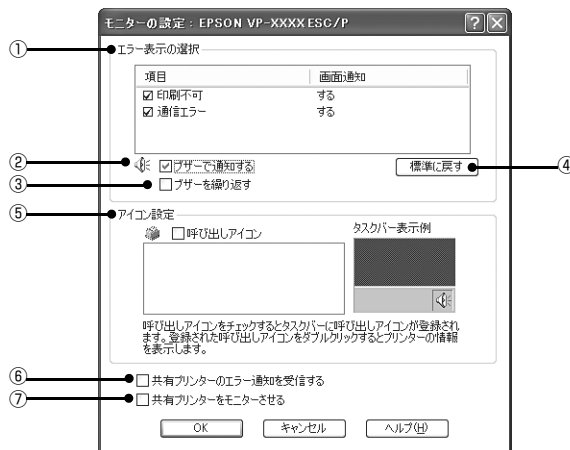 モニターの設定:EPSON VP-XXXX ESC/P
① エラー表示の選択
項目 画面通知
印刷不可 する
通信エラー する
② ブザーで通知する
標準に戻す ④
③ ブザーを繰り返す
⑤ アイコン設定
呼び出しアイコン
タスクバー表示例
呼び出しアイコンをチェックするとタスクバーに呼び出しアイコンが登録され
ます。登録された呼び出しアイコンをダブルクリックするとプリンターの情報
を表示します。
⑥ 共有プリンターのエラー通知を受信する
⑦ 共有プリンターをモニターさせる
OK キャンセル ヘルプ(H)